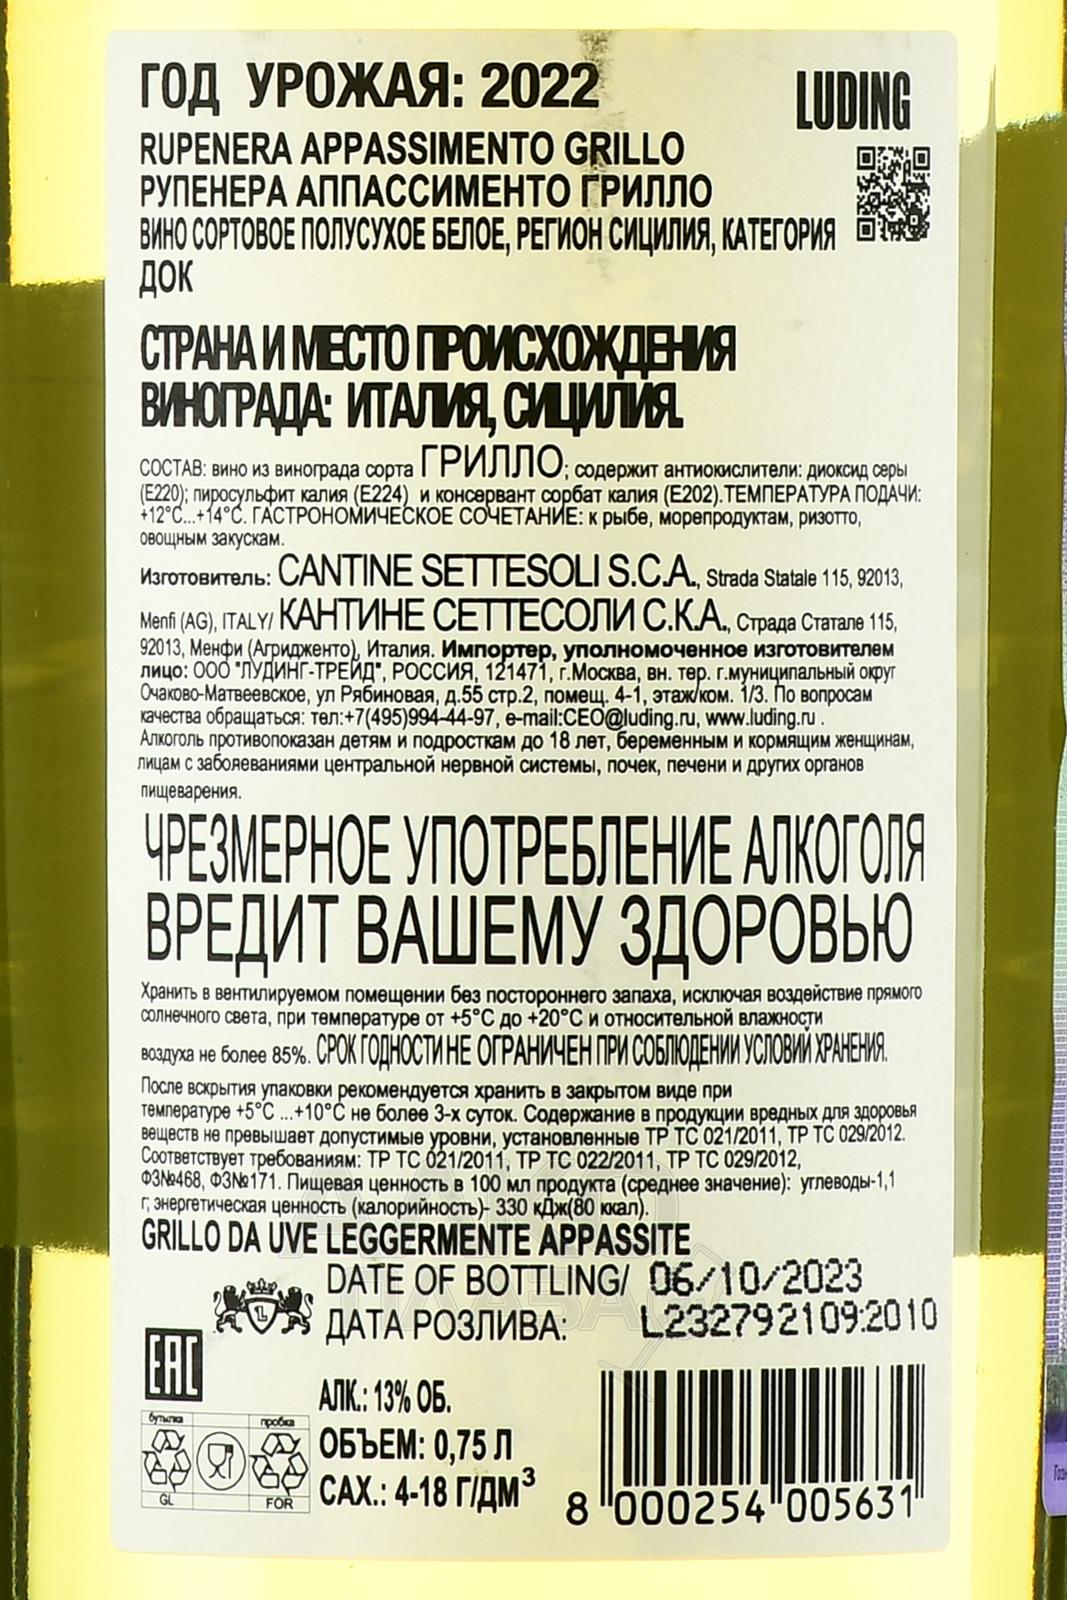 ГОД УРОЖАЯ: 2022
LUDING
RUPENERA APPASSIMENTO GRILLO
РУПЕНЕРА АППАССИМЕНТО ГРИЛЛО
ВИНО СОРТОВОЕ ПОЛУСУХОЕ БЕЛОЕ, РЕГИОН СИЦИЛИЯ, КАТЕГОРИЯ
ДОК
СТРАНА И МЕСТО ПРОИСХОЖДЕНИЯ
ВИНОГРАДА: ИТАЛИЯ, СИЦИЛИЯ.
СОСТАВ: вино из винограда сорта ГРИЛЛО; содержит антиокислители: диоксид серы
(Е220); пиросульфит калия (Е224) и консервант сорбат калия (Е202).ТЕМПЕРАТУРА ПОДАЧИ:
+12°С...+14°С. ГАСТРОНОМИЧЕСКОЕ СОЧЕТАНИЕ: к рыбе, морепродуктам, ризотто,
овощным закускам.
Изготовитель: CANTINE SETTESOLI S.C.A., Strada Statale 115, 92013,
Menfi (AG), ITALY/ КАНТИНЕ СЕТТЕСОЛИ С.К.А., Страда Статале 115,
92013, Менфи (Агридженто), Италия. Импортер, уполномоченное изготовителем
лицо: ООО "ЛУДИНГ-ТРЕЙД", РОССИЯ, 121471, г.Москва, вн. тер. г.муниципальный округ
Очаково-Матвеевское, ул Рябиновая, д.55 стр.2, помещ. 4-1, этаж/ком. 1/3. По вопросам
качества обращаться: тел:+7(495)994-44-97, e-mail:CEO@luding.ru, www.luding.ru .
Алкоголь противопоказан детям и подросткам до 18 лет, беременным и кормящим женщинам,
лицам с заболеваниями центральной нервной системы, почек, печени и других органов
пищеварения.
ЧРЕЗМЕРНОЕ УПОТРЕБЛЕНИЕ АЛКОГОЛЯ
ВРЕДИТ ВАШЕМУ ЗДОРОВЬЮ
Хранить в вентилируемом помещении без постороннего запаха, исключая воздействие прямого
солнечного света, при температуре от +5°С до +20°С и относительной влажности
воздуха не более 85%. СРОК ГОДНОСТИ НЕ ОГРАНИЧЕН ПРИ СОБЛЮДЕНИИ УСЛОВИЙ ХРАНЕНИЯ.
После вскрытия упаковки рекомендуется хранить в закрытом виде при
температуре +5°С ...+10°С не более 3-х суток. Содержание в продукции вредных для здоровья
веществ не превышает допустимые уровни, установленные ТР ТС 021/2011, ТР ТС 029/2012.
Соответствует требованиям: ТР ТС 021/2011, ТР ТС 022/2011, ТР ТС 029/2012,
ФЗ№468, ФЗ№171. Пищевая ценность в 100 мл продукта (среднее значение): углеводы-1,1
г, энергетическая ценность (калорийность)- 330 кДж(80 ккал).
GRILLO DA UVE LEGGERMENTE APPASSITE
DATE OF BOTTLING/ 06/10/2023
ДАТА РОЗЛИВА: L232792109:2010
EAC
АЛК.: 13% ОБ.
бутылка пробка
ОБЪЕМ: 0,75 Л
GL FOR
САХ.: 4-18 Г/ДМ³
8 000254 005631